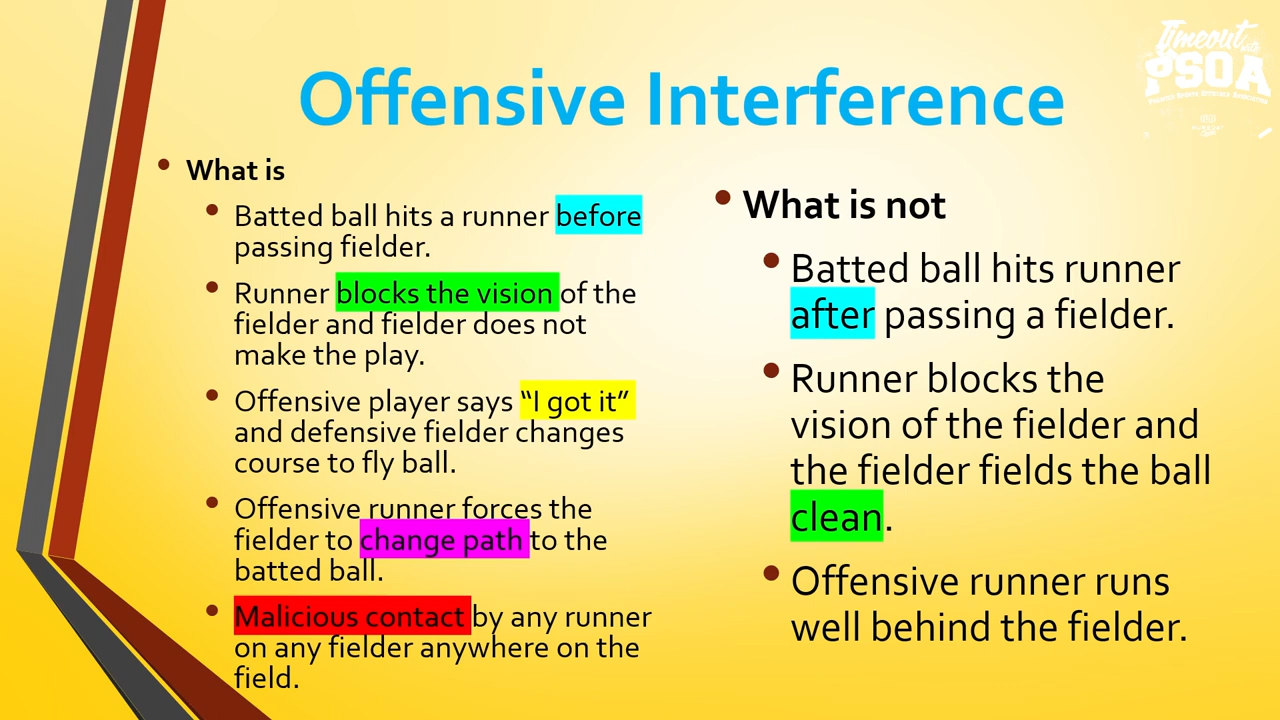 Timeout with
PSOA
Offensive Interference
• What is
• Batted ball hits a runner before
passing fielder.
• Runner blocks the vision of the
fielder and fielder does not
make the play.
• Offensive player says “I got it”
and defensive fielder changes
course to fly ball.
• Offensive runner forces the
fielder to change path to the
batted ball.
• Malicious contact by any runner
on any fielder anywhere on the
field.
• What is not
• Batted ball hits runner
after passing a fielder.
• Runner blocks the
vision of the fielder and
the fielder fields the ball
clean.
• Offensive runner runs
well behind the fielder.